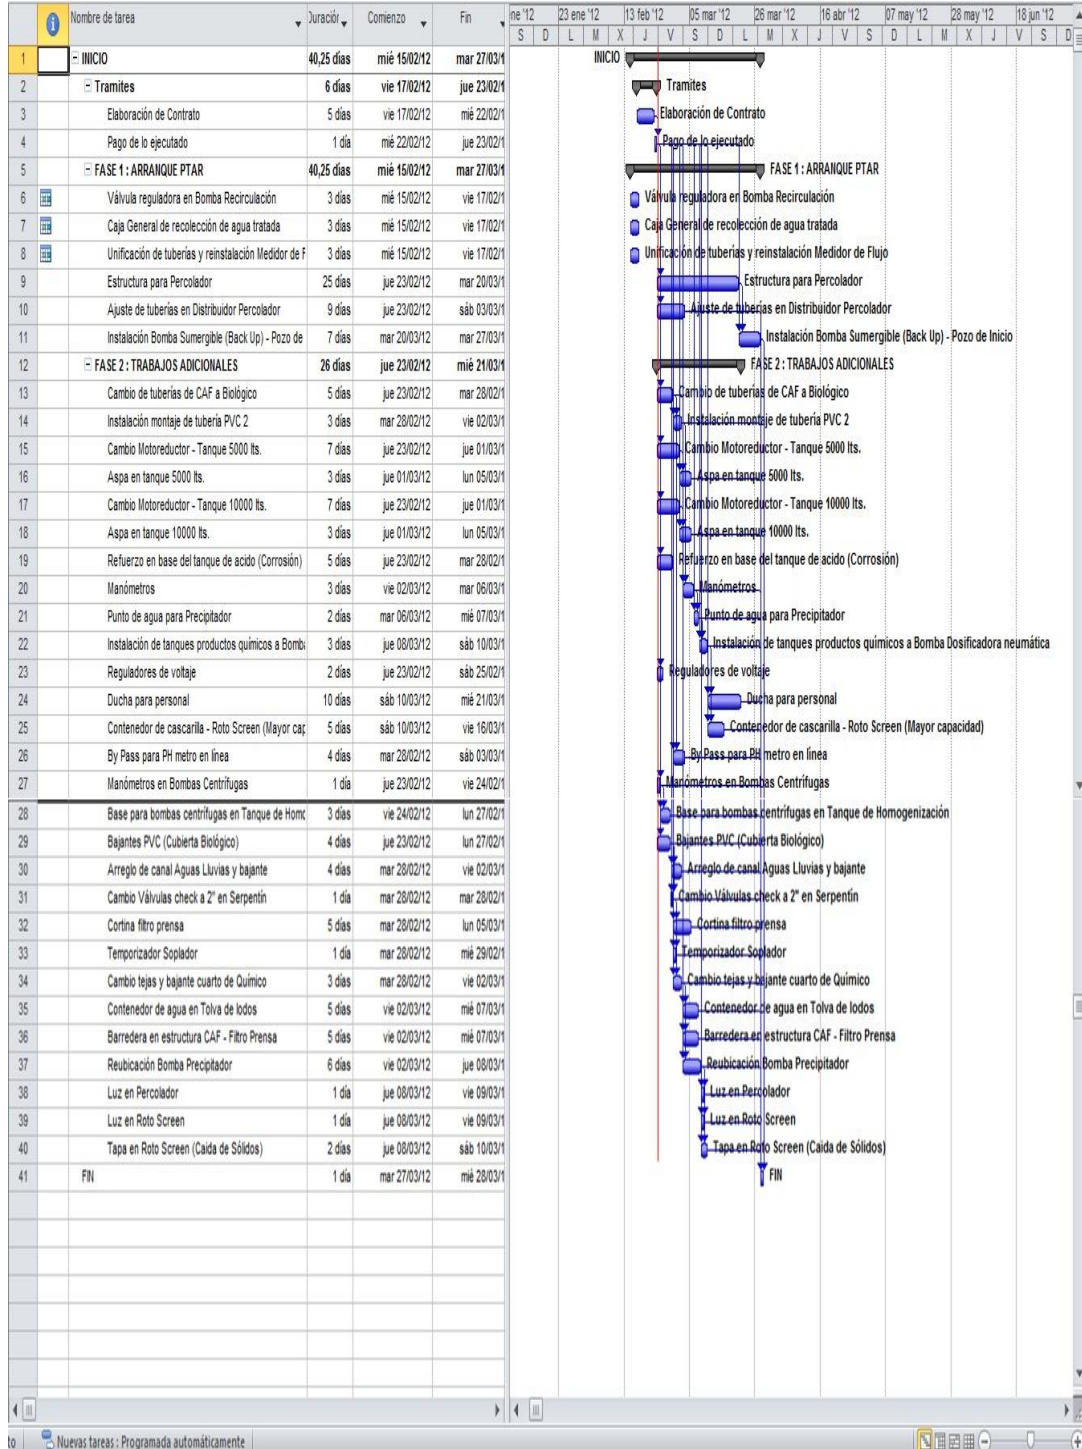 Nombre de tarea Duración Comienzo Fin ene '12 23 ene '12 13 feb '12 05 mar '12 26 mar '12 16 abr '12 07 may '12 28 may '12 18 jun '12
S D L M X J V S D L M X J V S D L M X J V S D
1 INICIO 40,25 días mié 15/02/12 mar 27/03/1 INICIO
2 Tramites 6 días vie 17/02/12 jue 23/02/1 Tramites
3 Elaboración de Contrato 5 días vie 17/02/12 mié 22/02/1 Elaboración de Contrato
4 Pago de lo ejecutado 1 día mié 22/02/12 jue 23/02/1 Pago de lo ejecutado
5 FASE 1 : ARRANQUE PTAR 40,25 días mié 15/02/12 mar 27/03/1 FASE 1 : ARRANQUE PTAR
6 Válvula reguladora en Bomba Recirculación 3 días mié 15/02/12 vie 17/02/1 Válvula reguladora en Bomba Recirculación
7 Caja General de recolección de agua tratada 3 días mié 15/02/12 vie 17/02/1 Caja General de recolección de agua tratada
8 Unificación de tuberías y reinstalación Medidor de F 3 días mié 15/02/12 vie 17/02/1 Unificación de tuberías y reinstalación Medidor de Flujo
9 Estructura para Percolador 25 días jue 23/02/12 mar 20/03/1 Estructura para Percolador
10 Ajuste de tuberías en Distribuidor Percolador 9 días jue 23/02/12 sáb 03/03/1 Ajuste de tuberías en Distribuidor Percolador
11 Instalación Bomba Sumergible (Back Up) - Pozo de 7 días mar 20/03/12 mar 27/03/1 Instalación Bomba Sumergible (Back Up) - Pozo de Inicio
12 FASE 2 : TRABAJOS ADICIONALES 26 días jue 23/02/12 mié 21/03/1 FASE 2 : TRABAJOS ADICIONALES
13 Cambio de tuberías de CAF a Biológico 5 días jue 23/02/12 mar 28/02/1 Cambio de tuberías de CAF a Biológico
14 Instalación montaje de tubería PVC 2 3 días mar 28/02/12 vie 02/03/1 Instalación montaje de tubería PVC 2
15 Cambio Motoreductor - Tanque 5000 lts. 7 días jue 23/02/12 jue 01/03/1 Cambio Motoreductor - Tanque 5000 lts.
16 Aspa en tanque 5000 lts. 3 días jue 01/03/12 lun 05/03/1 Aspa en tanque 5000 lts.
17 Cambio Motoreductor - Tanque 10000 lts. 7 días jue 23/02/12 jue 01/03/1 Cambio Motoreductor - Tanque 10000 lts.
18 Aspa en tanque 10000 lts. 3 días jue 01/03/12 lun 05/03/1 Aspa en tanque 10000 lts.
19 Refuerzo en base del tanque de acido (Corrosión) 5 días jue 23/02/12 mar 28/02/1 Refuerzo en base del tanque de acido (Corrosión)
20 Manómetros 3 días vie 02/03/12 mar 06/03/1 Manómetros
21 Punto de agua para Precipitador 2 días mar 06/03/12 mié 07/03/1 Punto de agua para Precipitador
22 Instalación de tanques productos químicos a Bomb 3 días jue 08/03/12 sáb 10/03/1 Instalación de tanques productos químicos a Bomba Dosificadora neumática
23 Reguladores de voltaje 2 días jue 23/02/12 sáb 25/02/1 Reguladores de voltaje
24 Ducha para personal 10 días sáb 10/03/12 mié 21/03/1 Ducha para personal
25 Contenedor de cascarilla - Roto Screen (Mayor cap 5 días sáb 10/03/12 vie 16/03/1 Contenedor de cascarilla - Roto Screen (Mayor capacidad)
26 By Pass para PH metro en línea 4 días mar 28/02/12 sáb 03/03/1 By Pass para PH metro en línea
27 Manómetros en Bombas Centrífugas 1 día jue 23/02/12 vie 24/02/1 Manómetros en Bombas Centrífugas
28 Base para bombas centrífugas en Tanque de Homo 3 días vie 24/02/12 lun 27/02/1 Base para bombas centrífugas en Tanque de Homogenización
29 Bajantes PVC (Cubierta Biológico) 4 días jue 23/02/12 lun 27/02/1 Bajantes PVC (Cubierta Biológico)
30 Arreglo de canal Aguas Lluvias y bajante 4 días mar 28/02/12 vie 02/03/1 Arreglo de canal Aguas Lluvias y bajante
31 Cambio Válvulas check a 2" en Serpentín 1 día mar 28/02/12 mar 28/02/1 Cambio Válvulas check a 2" en Serpentín
32 Cortina filtro prensa 5 días mar 28/02/12 lun 05/03/1 Cortina filtro prensa
33 Temporizador Soplador 1 día mar 28/02/12 mié 29/02/1 Temporizador Soplador
34 Cambio tejas y bajante cuarto de Químico 3 días mar 28/02/12 vie 02/03/1 Cambio tejas y bajante cuarto de Químico
35 Contenedor de agua en Tolva de lodos 5 días vie 02/03/12 mié 07/03/1 Contenedor de agua en Tolva de lodos
36 Barredera en estructura CAF - Filtro Prensa 5 días vie 02/03/12 mié 07/03/1 Barredera en estructura CAF - Filtro Prensa
37 Reubicación Bomba Precipitador 6 días vie 02/03/12 jue 08/03/1 Reubicación Bomba Precipitador
38 Luz en Percolador 1 día jue 08/03/12 vie 09/03/1 Luz en Percolador
39 Luz en Roto Screen 1 día jue 08/03/12 vie 09/03/1 Luz en Roto Screen
40 Tapa en Roto Screen (Caida de Sólidos) 2 días jue 08/03/12 sáb 10/03/1 Tapa en Roto Screen (Caida de Sólidos)
41 FIN 1 día mar 27/03/12 mié 28/03/1 FIN
to Nuevas tareas : Programada automáticamente